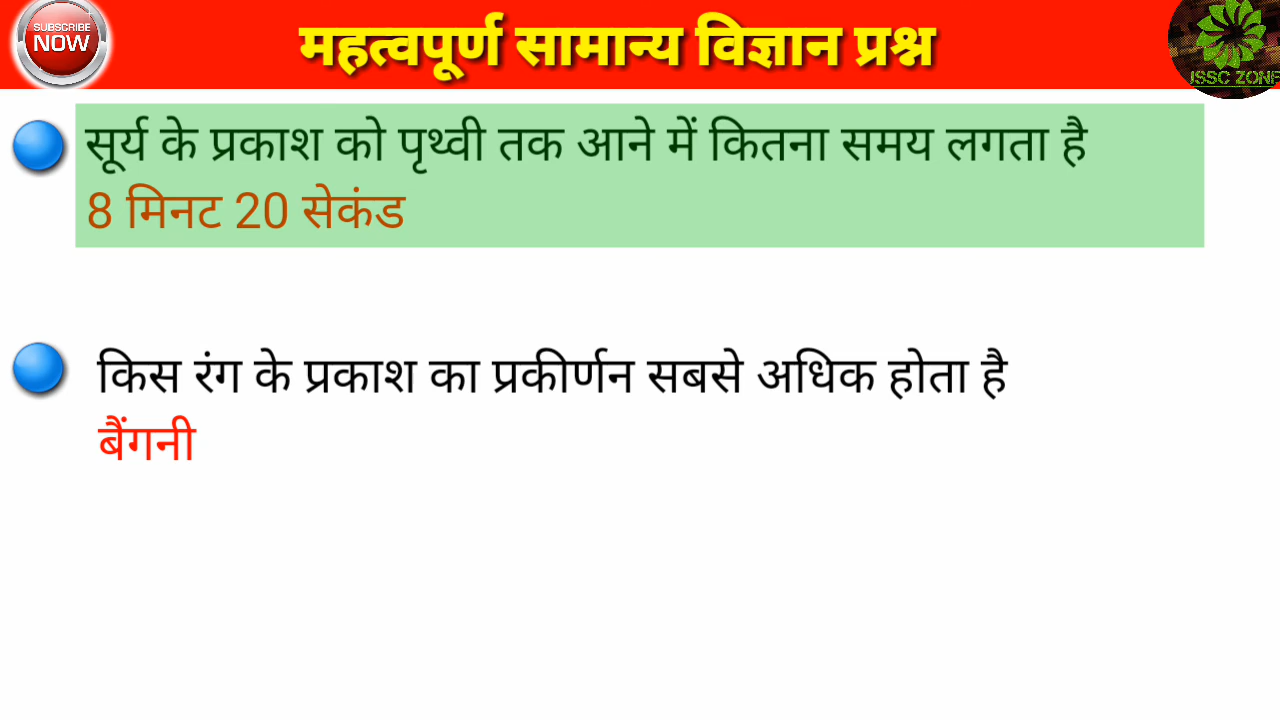 SUBSCRIBE
NOW
महत्वपूर्ण सामान्य विज्ञान प्रश्न
JSSC ZONE
सूर्य के प्रकाश को पृथ्वी तक आने में कितना समय लगता है
8 मिनट 20 सेकंड
किस रंग के प्रकाश का प्रकीर्णन सबसे अधिक होता है
बैंगनी